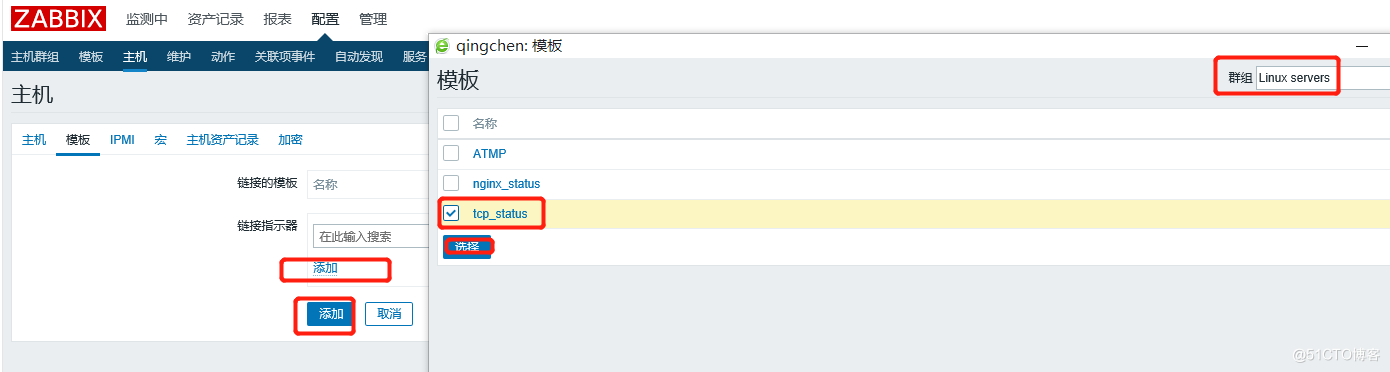 ZABBIX 监测中 资产记录 报表 配置 管理
主机群组 模板 主机 维护 动作 关联项事件 自动发现 服务
主机
主机 模板 IPMI 宏 主机资产记录 加密
链接的模板 名称
链接指示器
在此输入搜索
添加
添加 取消
qingchen: 模板
模板
群组 Linux servers
名称
ATMP
nginx_status
tcp_status
选择
@51CTO博客